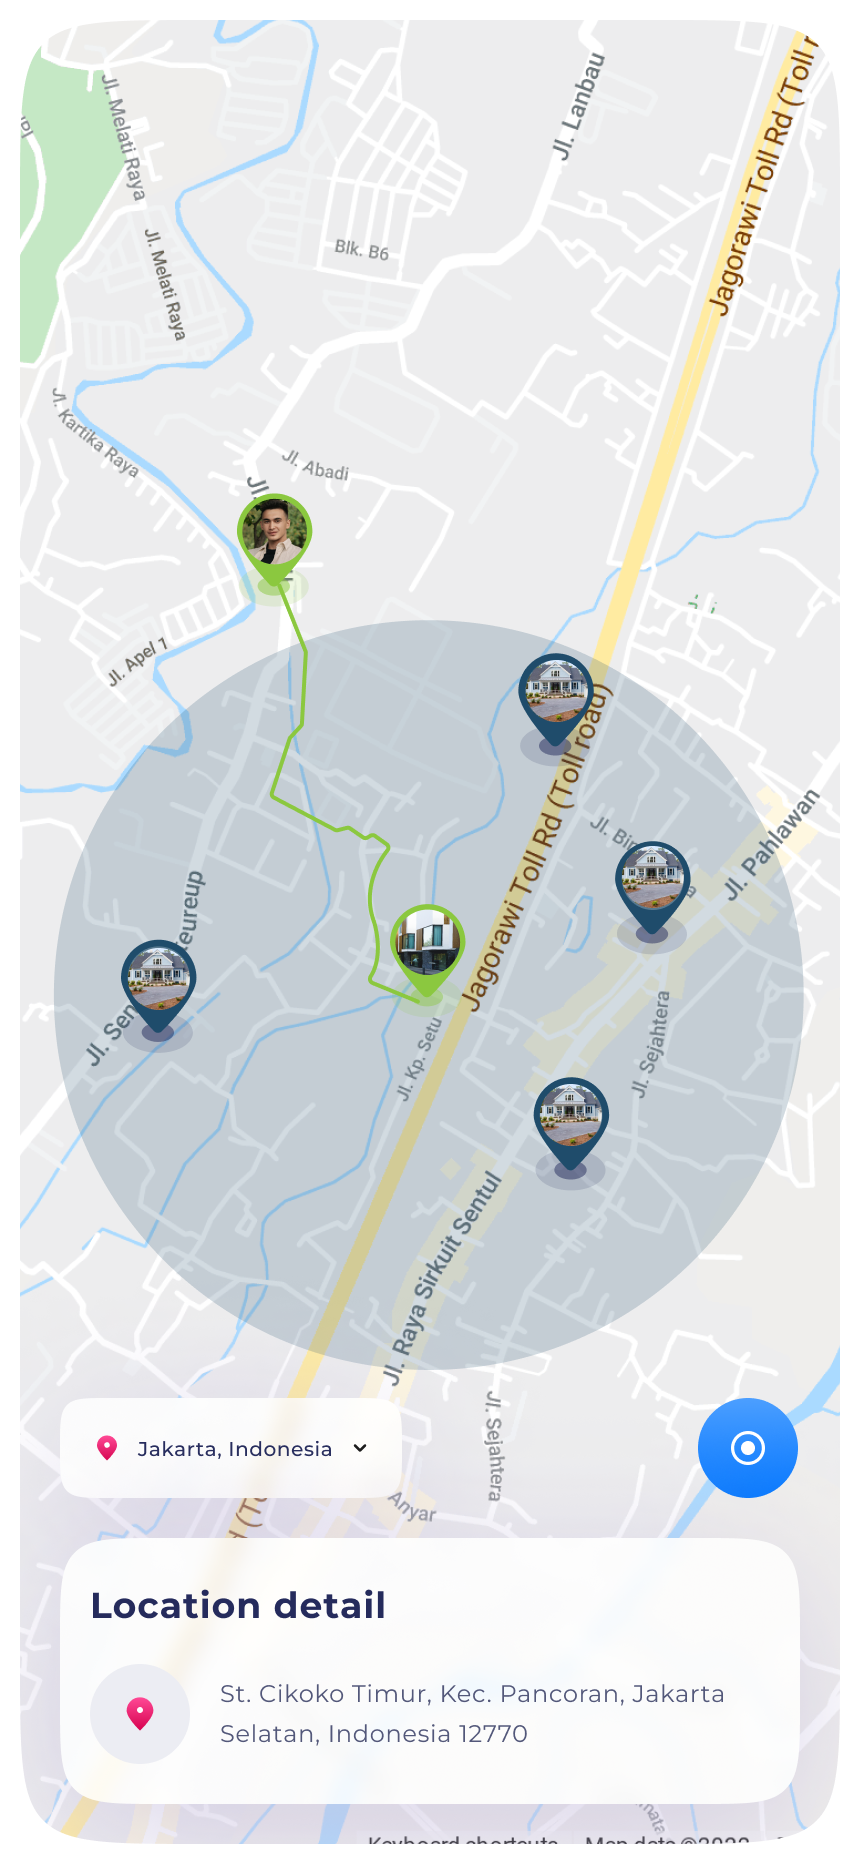 Jl. Melati Raya
Jl. Lanbau
Jagorawi Toll Rd (Toll r
Jl. Melati Raya
Blk. B6
Jl. Kartika Raya
Jl. Abadi
Jl.
Jl. Apel 1
Jagorawi Toll Rd (Toll road)
Jl. Pahlawan
eureup
Jl. Sen
Jl. Kp. Setu
Jl. Sejahtera
Jl. Raya Sirkuit Sentul
Jl. Sejahtera
Jakarta, Indonesia
Anyar
Location detail
St. Cikoko Timur, Kec. Pancoran, Jakarta
Selatan, Indonesia 12770
Keyboard shortcuts
Map data ©2022